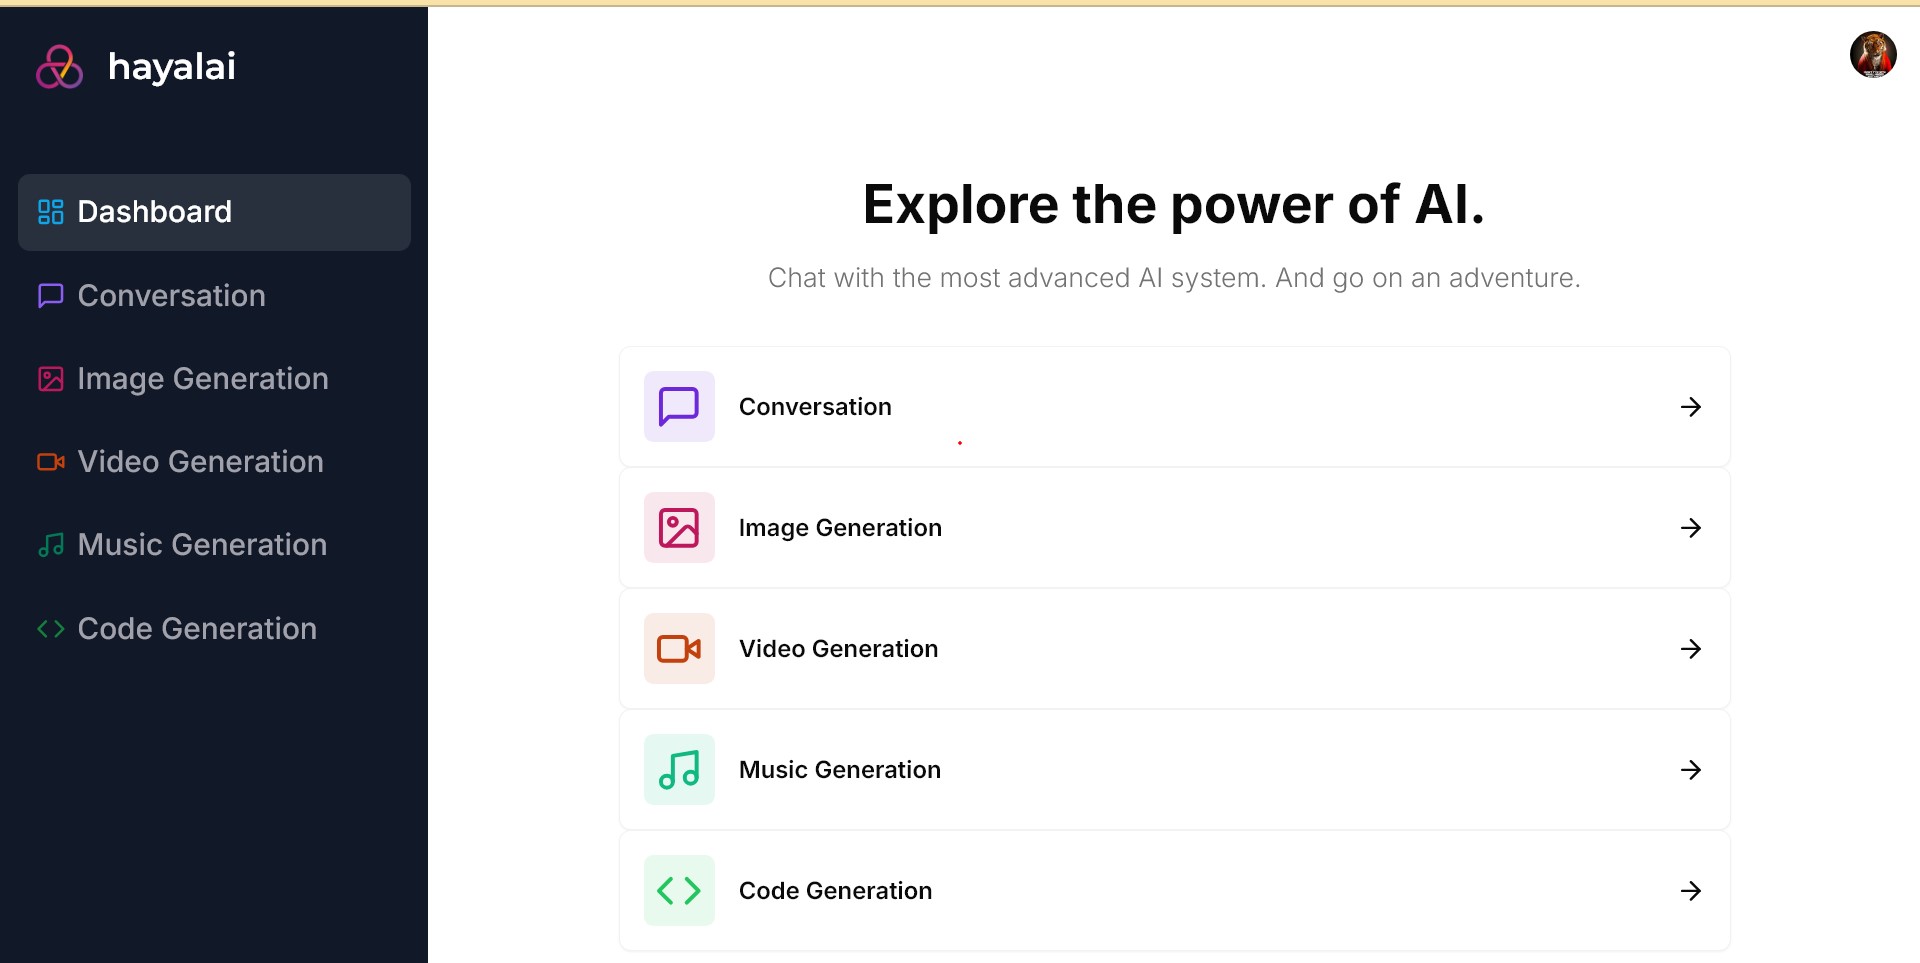 hayalai
Dashboard
Conversation
Image Generation
Video Generation
Music Generation
Code Generation
Explore the power of AI.
Chat with the most advanced AI system. And go on an adventure.
Conversation
Image Generation
Video Generation
Music Generation
Code Generation